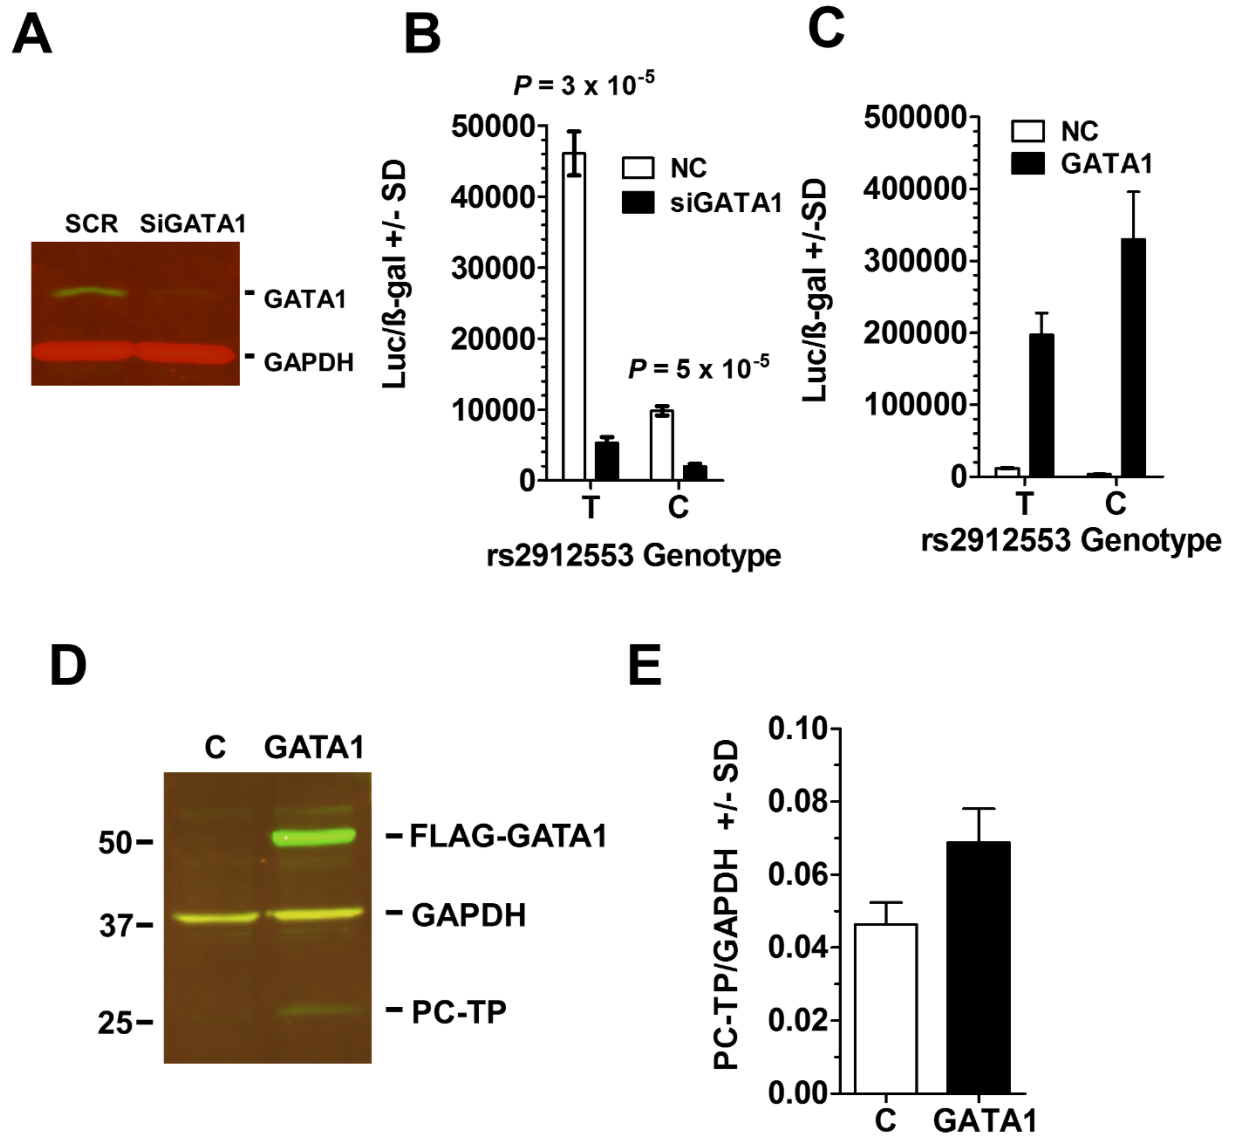 A
SCR SiGATA1
GATA1
GAPDH
B
P = 3 x 10-5
50000
40000
30000
20000
10000
0
Luc/ß-gal +/- SD
NC
siGATA1
P = 5 x 10-5
T C
rs2912553 Genotype
C
500000
400000
300000
200000
100000
0
Luc/ß-gal +/-SD
NC
GATA1
T C
rs2912553 Genotype
D
C GATA1
50
37
25
FLAG-GATA1
GAPDH
PC-TP
E
0.10
0.08
0.06
0.04
0.02
0.00
PC-TP/GAPDH +/- SD
C GATA1